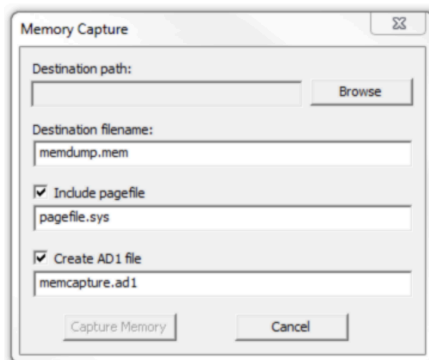 Memory Capture
Destination path:
Browse
Destination filename:
memdump.mem
Include pagefile
pagefile.sys
Create AD1 file
memcapture.ad1
Capture Memory Cancel